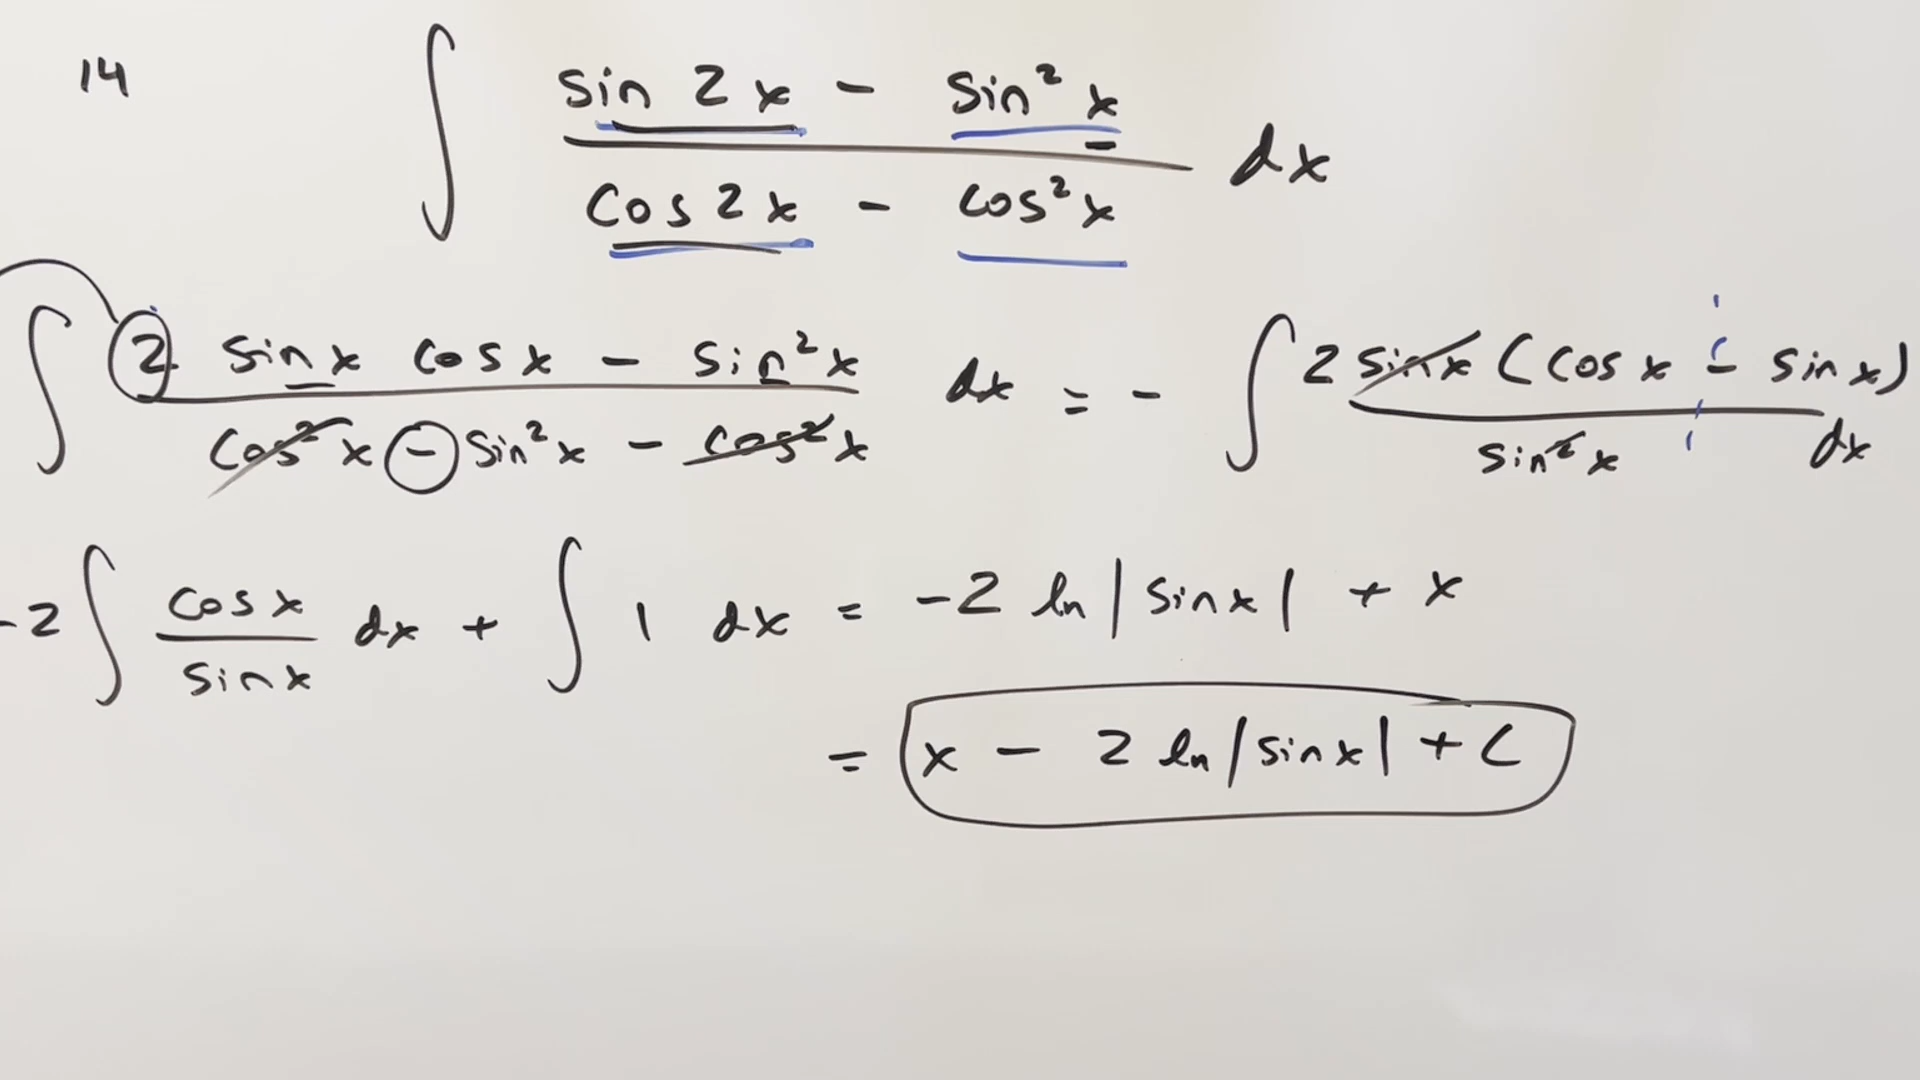 14
∫ (sin 2x - sin² x)/(cos 2x - cos² x) dx
∫ (2 sin x cos x - sin² x)/(cos² x - sin² x - cos² x) dx = - ∫ (2 sin x (cos x - sin x))/(sin² x) dx
-2 ∫ (cos x)/(sin x) dx + ∫ 1 dx = -2 ln |sin x| + x
= x - 2 ln |sin x| + C